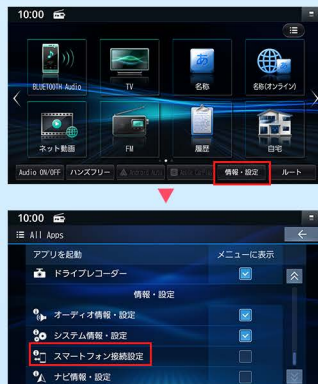 10:00
BLUETOOTH Audio
TV
名称
名称(オンライン)
ネット動画
FM
履歴
自宅
Audio ON/OFF ハンズフリー 情報・設定 ルート
10:00
All Apps
アプリを起動 メニューに表示
ドライブレコーダー
情報・設定
オーディオ情報・設定
システム情報・設定
スマートフォン接続設定
ナビ情報・設定